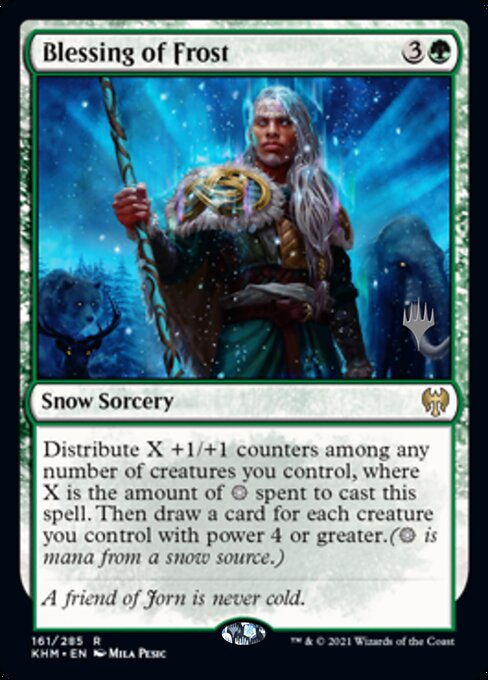 Blessing of Frost 3
Snow Sorcery
Distribute X +1/+1 counters among any
number of creatures you control, where
X is the amount of spent to cast this
spell. Then draw a card for each creature
you control with power 4 or greater.( is
mana from a snow source.)
A friend of Jorn is never cold.
161/285 R
KHM • EN Mila Pesic
™ & © 2021 Wizards of the Coast